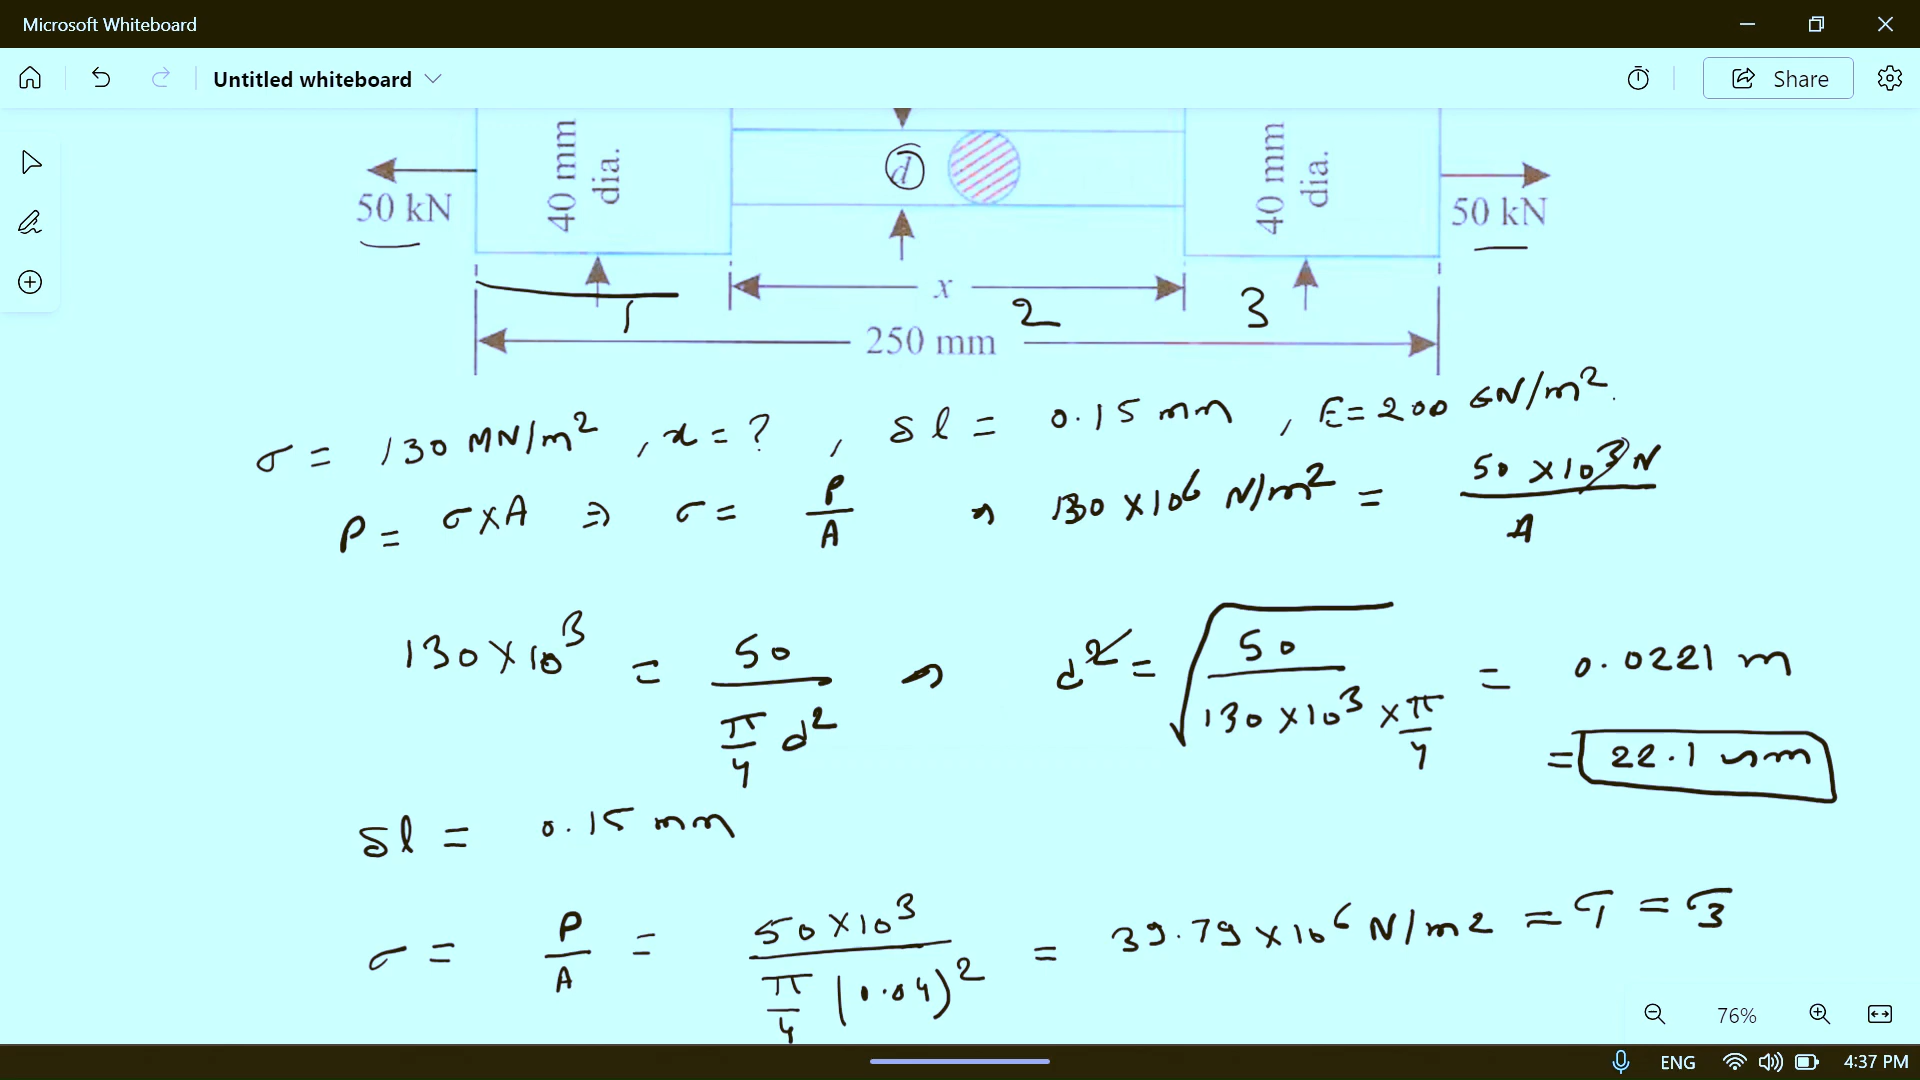 Microsoft Whiteboard
Untitled whiteboard
Share
40 mm dia.
d
40 mm dia.
50 kN
50 kN
x
1
2
3
250 mm
σ = 130 MN/m² , x = ? , δl = 0.15 mm , E = 200 GN/m².
P = σ×A ⇒ σ = P/A ⇒ 130 × 10⁶ N/m² = 50 × 10³ N / A
130 × 10³ = 50 / (π/4 d²) ⇒ d² = √(50 / (130 × 10³ × π/4)) = 0.0221 m
= 22.1 mm
δl = 0.15 mm
σ = P/A = 50 × 10³ / (π/4 (0.04)²) = 39.79 × 10⁶ N/m2 = σ1 = σ3
76%
ENG
4:37 PM